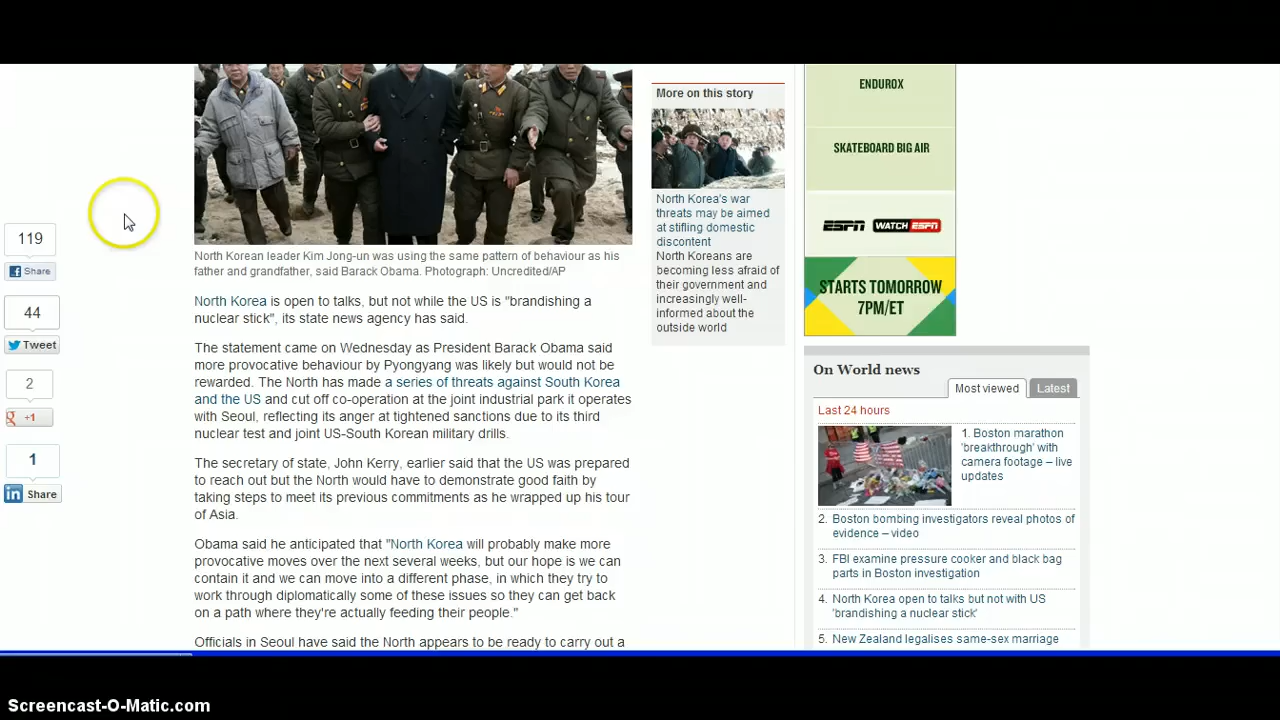 119
Share
44
Tweet
2
+1
1
in Share
North Korean leader Kim Jong-un was using the same pattern of behaviour as his
father and grandfather, said Barack Obama. Photograph: Uncredited/AP
North Korea is open to talks, but not while the US is "brandishing a
nuclear stick", its state news agency has said.
The statement came on Wednesday as President Barack Obama said
more provocative behaviour by Pyongyang was likely but would not be
rewarded. The North has made a series of threats against South Korea
and the US and cut off co-operation at the joint industrial park it operates
with Seoul, reflecting its anger at tightened sanctions due to its third
nuclear test and joint US-South Korean military drills.
The secretary of state, John Kerry, earlier said that the US was prepared
to reach out but the North would have to demonstrate good faith by
taking steps to meet its previous commitments as he wrapped up his tour
of Asia.
Obama said he anticipated that "North Korea will probably make more
provocative moves over the next several weeks, but our hope is we can
contain it and we can move into a different phase, in which they try to
work through diplomatically some of these issues so they can get back
on a path where they're actually feeding their people."
Officials in Seoul have said the North appears to be ready to carry out a
More on this story
North Korea's war
threats may be aimed
at stifling domestic
discontent
North Koreans are
becoming less afraid of
their government and
increasingly well-
informed about the
outside world
ENDUROX
SKATEBOARD BIG AIR
ESPN WATCH ESPN
STARTS TOMORROW
7PM/ET
On World news
Most viewed Latest
Last 24 hours
1. Boston marathon
'breakthrough' with
camera footage – live
updates
2. Boston bombing investigators reveal photos of
evidence – video
3. FBI examine pressure cooker and black bag
parts in Boston investigation
4. North Korea open to talks but not with US
'brandishing a nuclear stick'
5. New Zealand legalises same-sex marriage
Screencast-O-Matic.com